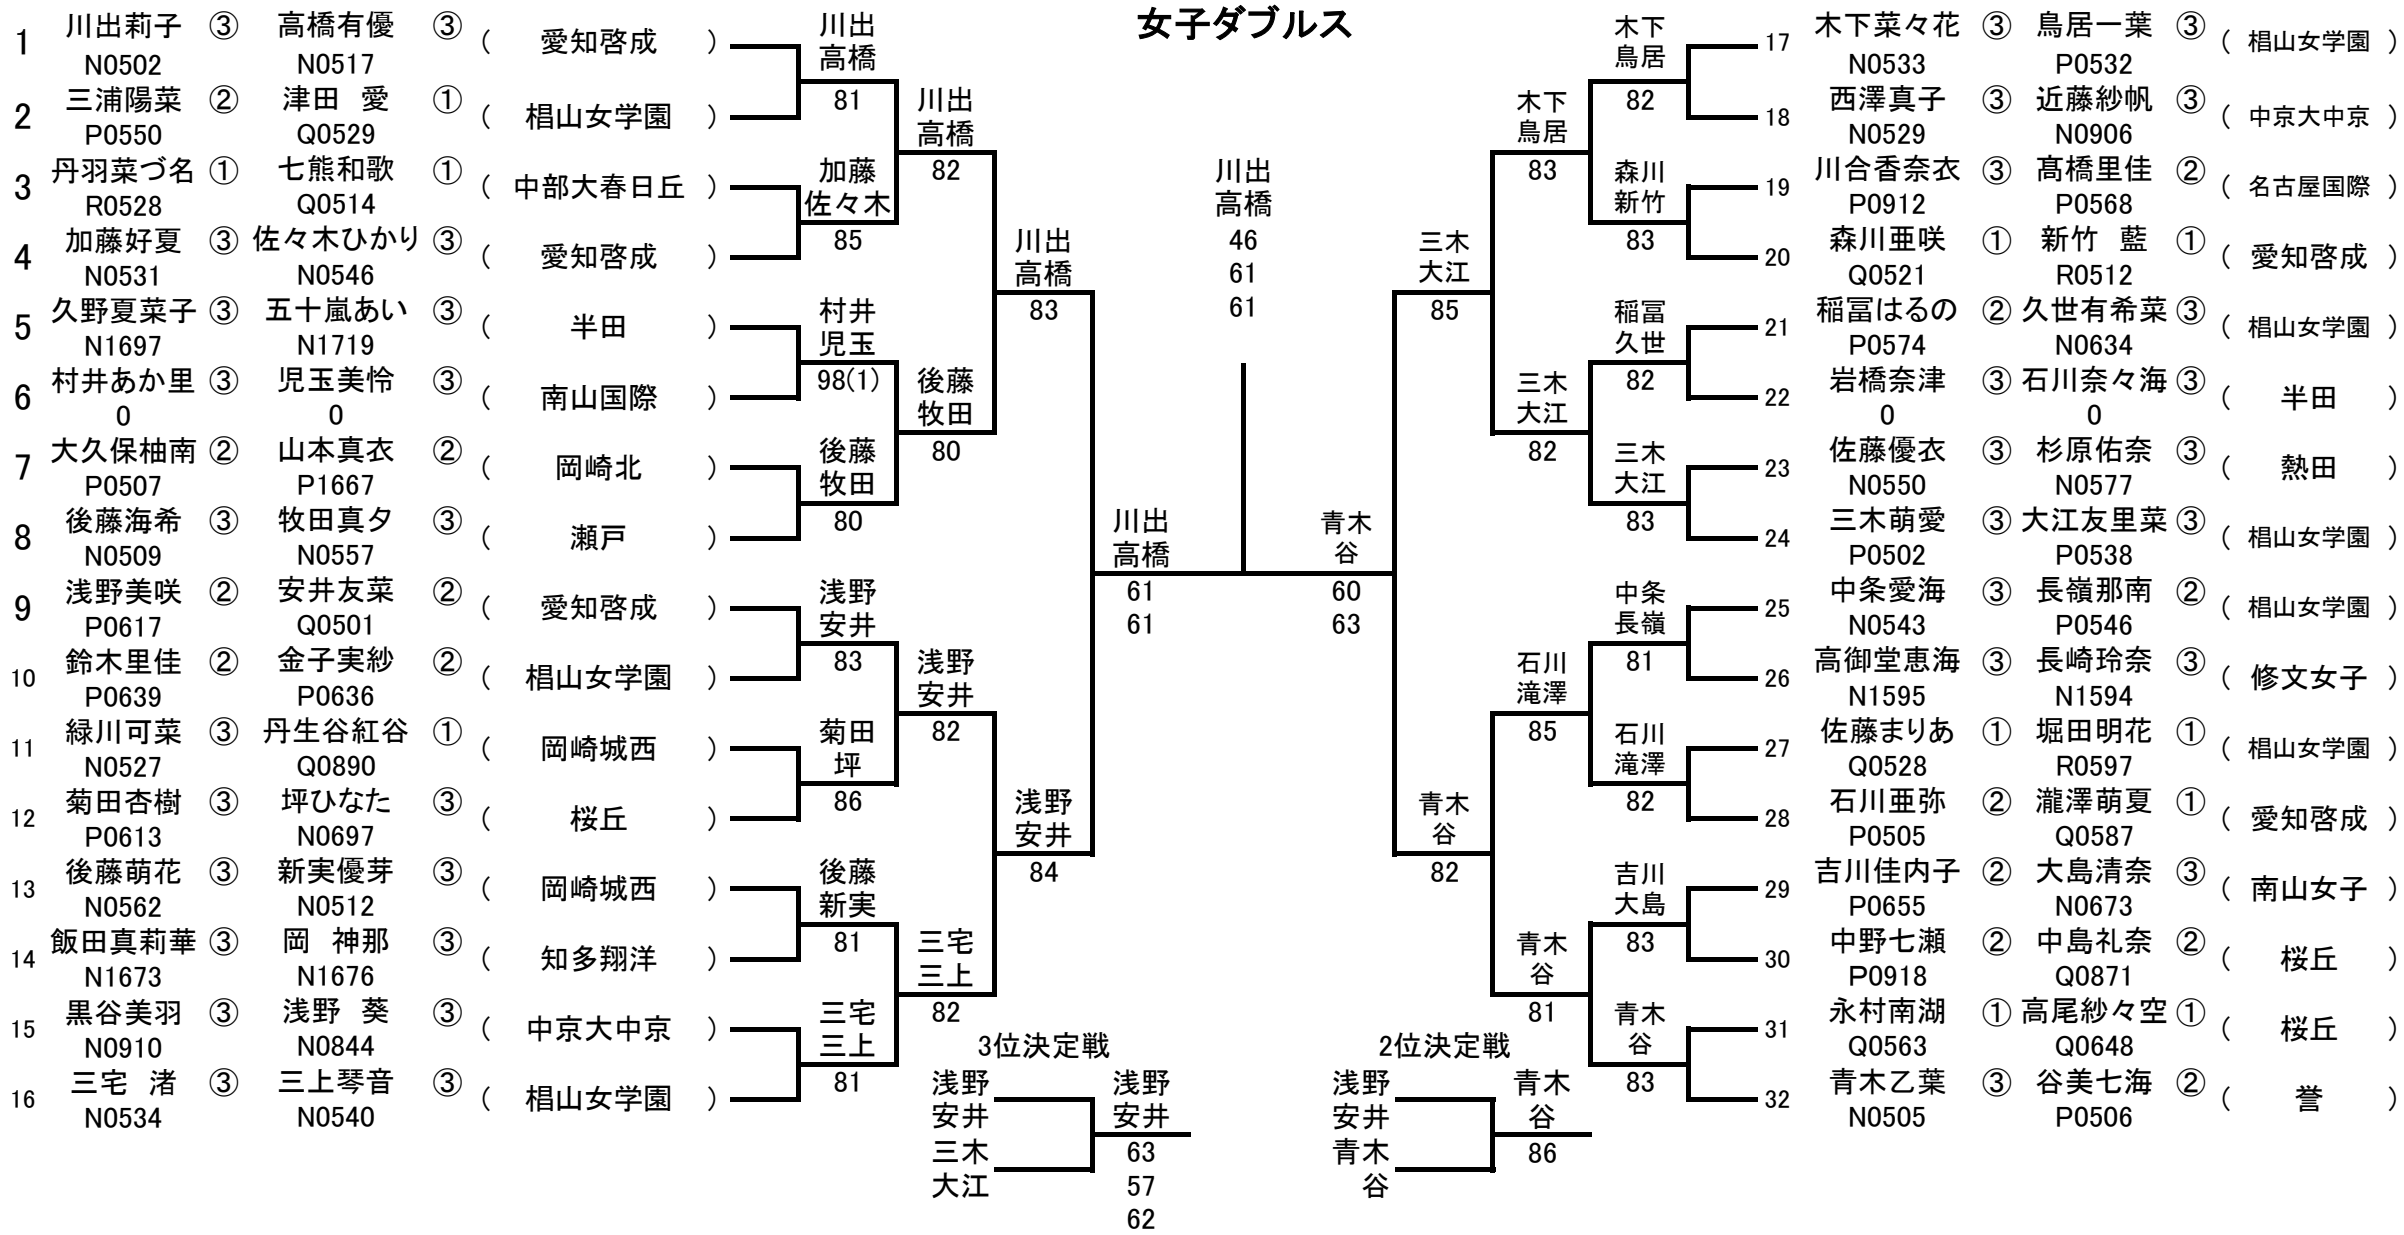 女子ダブルス
1 川出莉子 ③ 高橋有優 ③ ( 愛知啓成 )
N0502 N0517
2 三浦陽菜 ② 津田 愛 ① ( 椙山女学園 )
P0550 Q0529
3 丹羽菜づ名 ① 七熊和歌 ① ( 中部大春日丘 )
R0528 Q0514
4 加藤好夏 ③ 佐々木ひかり ③ ( 愛知啓成 )
N0531 N0546
5 久野夏菜子 ③ 五十嵐あい ③ ( 半田 )
N1697 N1719
6 村井あか里 ③ 児玉美怜 ③ ( 南山国際 )
0 0
7 大久保柚南 ② 山本真衣 ② ( 岡崎北 )
P0507 P1667
8 後藤海希 ③ 牧田真夕 ③ ( 瀬戸 )
N0509 N0557
9 浅野美咲 ② 安井友菜 ② ( 愛知啓成 )
P0617 Q0501
10 鈴木里佳 ② 金子実紗 ② ( 椙山女学園 )
P0639 P0636
11 緑川可菜 ③ 丹生谷紅谷 ① ( 岡崎城西 )
N0527 Q0890
12 菊田杏樹 ③ 坪ひなた ③ ( 桜丘 )
P0613 N0697
13 後藤萌花 ③ 新実優芽 ③ ( 岡崎城西 )
N0562 N0512
14 飯田真莉華 ③ 岡 神那 ③ ( 知多翔洋 )
N1673 N1676
15 黒谷美羽 ③ 浅野 葵 ③ ( 中京大中京 )
N0910 N0844
16 三宅 渚 ③ 三上琴音 ③ ( 椙山女学園 )
N0534 N0540
川出
高橋
81
加藤
佐々木
85
村井
児玉
98(1)
後藤
牧田
80
浅野
安井
83
菊田
坪
86
後藤
新実
81
三宅
三上
81
川出
高橋
82
後藤
牧田
80
浅野
安井
82
三宅
三上
82
川出
高橋
83
浅野
安井
84
川出
高橋
61
61
川出
高橋
46
61
61
青木
谷
60
63
三木
大江
85
青木
谷
82
木下
鳥居
83
三木
大江
82
石川
滝澤
85
青木
谷
81
木下
鳥居
82
森川
新竹
83
稲冨
久世
82
三木
大江
83
中条
長嶺
81
石川
滝澤
82
吉川
大島
83
青木
谷
83
17 木下菜々花 ③ 鳥居一葉 ③ ( 椙山女学園 )
N0533 P0532
18 西澤真子 ③ 近藤紗帆 ③ ( 中京大中京 )
N0529 N0906
19 川合香奈衣 ③ 髙橋里佳 ② ( 名古屋国際 )
P0912 P0568
20 森川亜咲 ① 新竹 藍 ① ( 愛知啓成 )
Q0521 R0512
21 稲冨はるの ② 久世有希菜 ③ ( 椙山女学園 )
P0574 N0634
22 岩橋奈津 ③ 石川奈々海 ③ ( 半田 )
0 0
23 佐藤優衣 ③ 杉原佑奈 ③ ( 熱田 )
N0550 N0577
24 三木萌愛 ③ 大江友里菜 ③ ( 椙山女学園 )
P0502 P0538
25 中条愛海 ③ 長嶺那南 ② ( 椙山女学園 )
N0543 P0546
26 高御堂恵海 ③ 長崎玲奈 ③ ( 修文女子 )
N1595 N1594
27 佐藤まりあ ① 堀田明花 ① ( 椙山女学園 )
Q0528 R0597
28 石川亜弥 ② 瀧澤萌夏 ① ( 愛知啓成 )
P0505 Q0587
29 吉川佳内子 ② 大島清奈 ③ ( 南山女子 )
P0655 N0673
30 中野七瀬 ② 中島礼奈 ② ( 桜丘 )
P0918 Q0871
31 永村南湖 ① 高尾紗々空 ① ( 桜丘 )
Q0563 Q0648
32 青木乙葉 ③ 谷美七海 ② ( 誉 )
N0505 P0506
3位決定戦
浅野
安井
三木
大江
浅野
安井
63
57
62
2位決定戦
浅野
安井
青木
谷
青木
谷
86